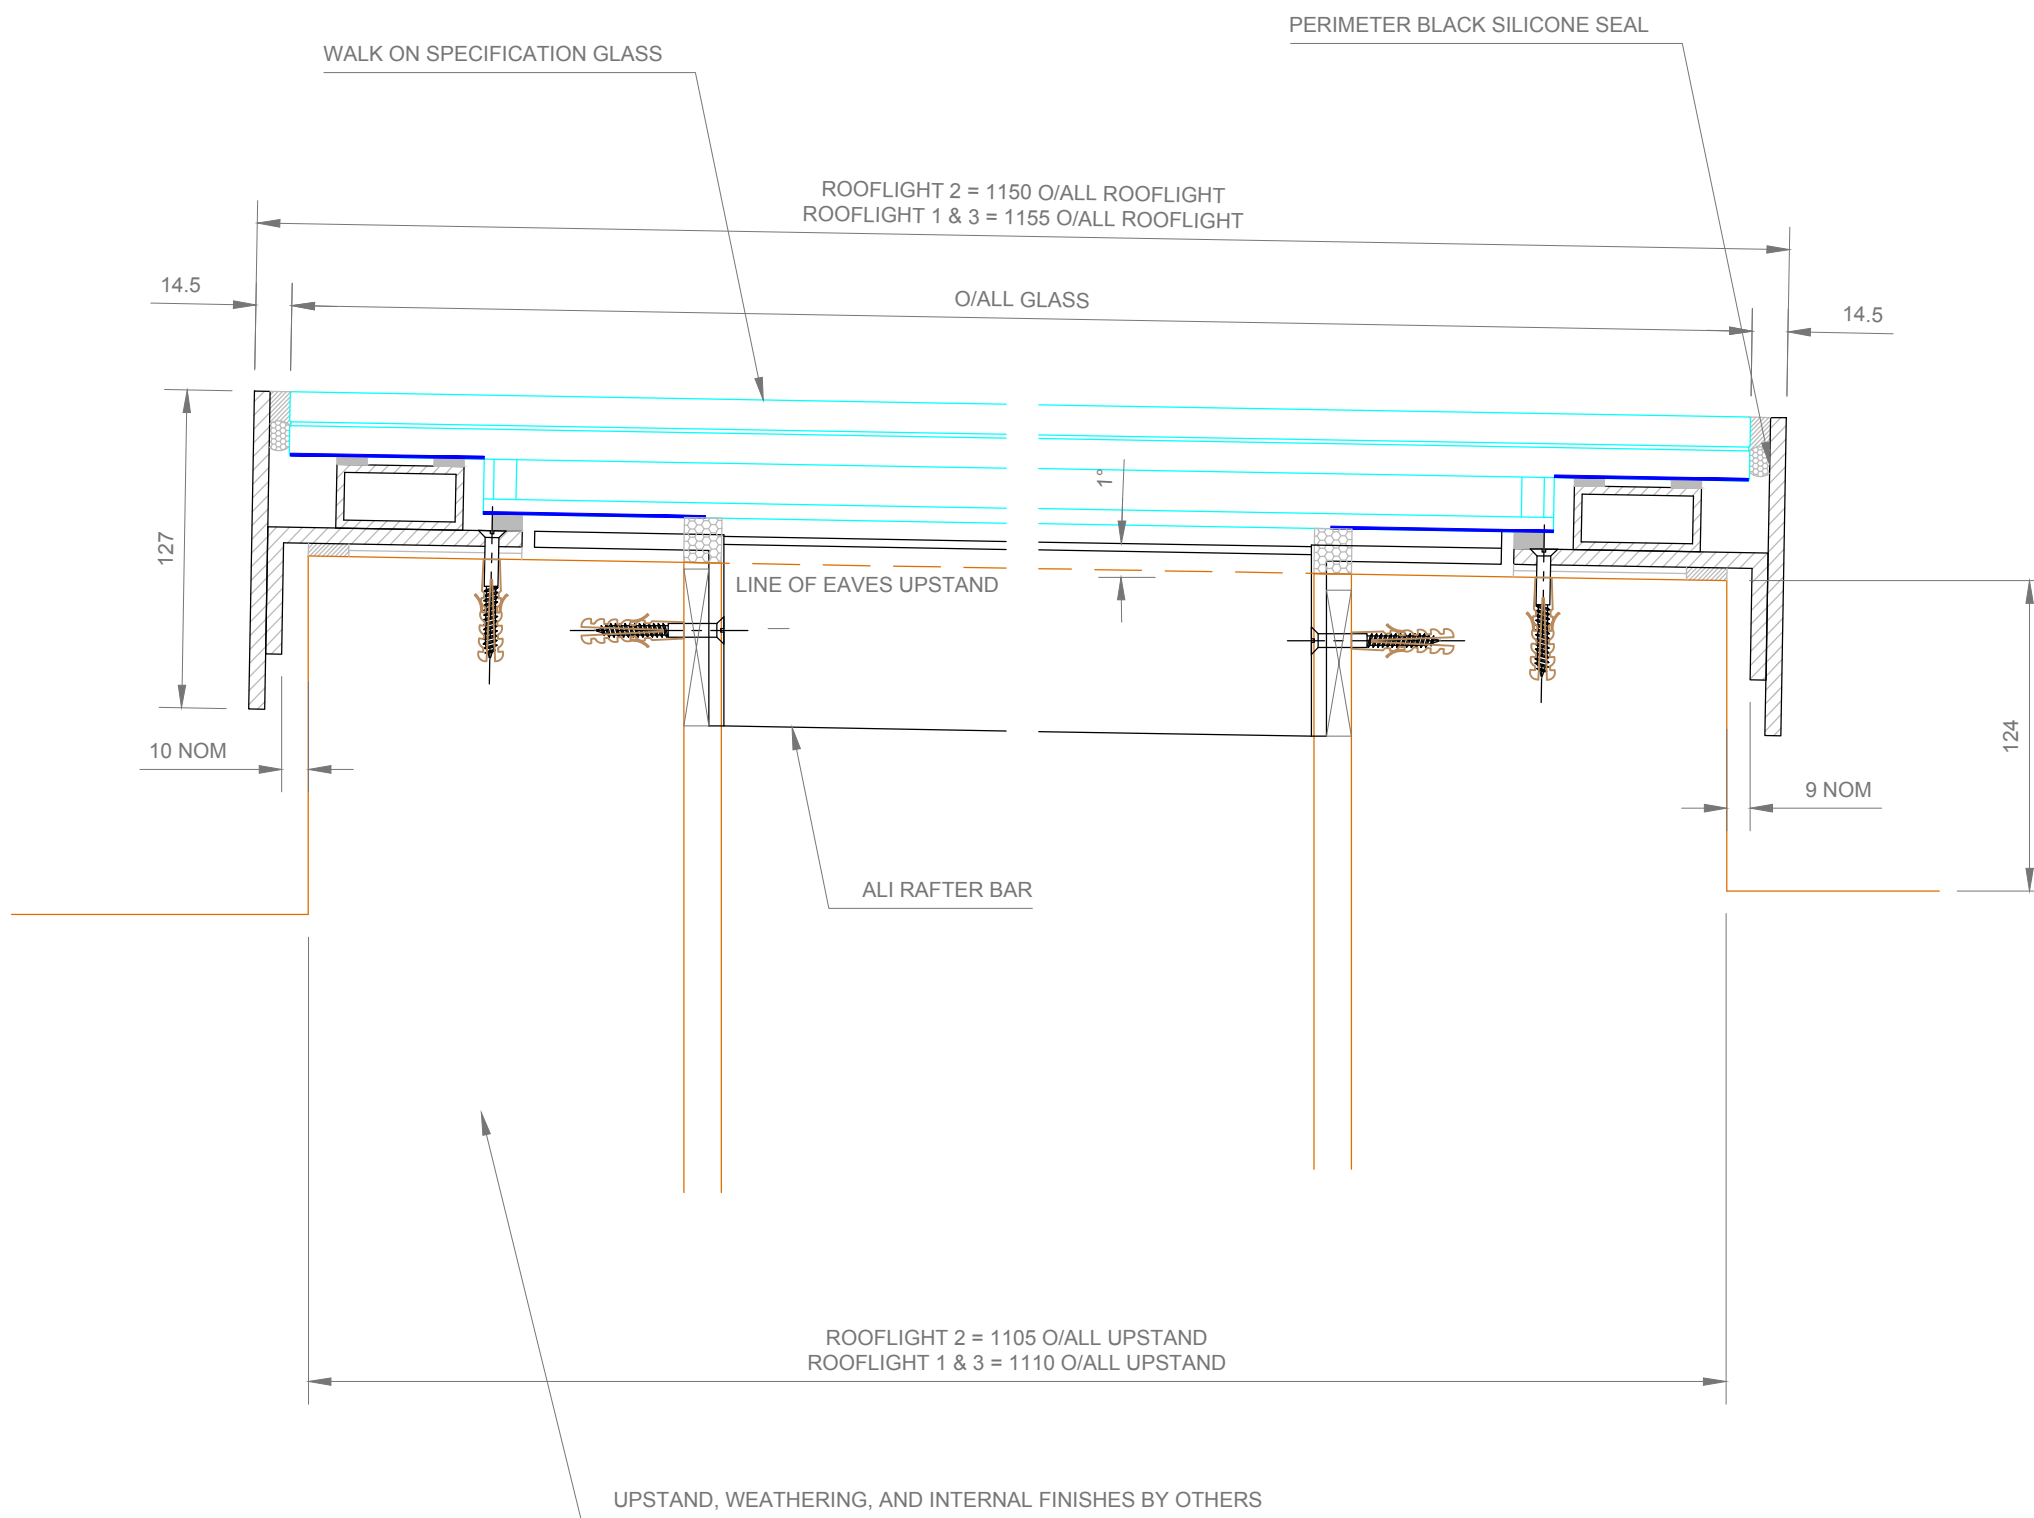 PERIMETER BLACK SILICONE SEAL
WALK ON SPECIFICATION GLASS
ROOFLIGHT 2 = 1150 O/ALL ROOFLIGHT
ROOFLIGHT 1 & 3 = 1155 O/ALL ROOFLIGHT
14.5
O/ALL GLASS
14.5
1°
127
LINE OF EAVES UPSTAND
10 NOM
124
9 NOM
ALI RAFTER BAR
ROOFLIGHT 2 = 1105 O/ALL UPSTAND
ROOFLIGHT 1 & 3 = 1110 O/ALL UPSTAND
UPSTAND, WEATHERING, AND INTERNAL FINISHES BY OTHERS